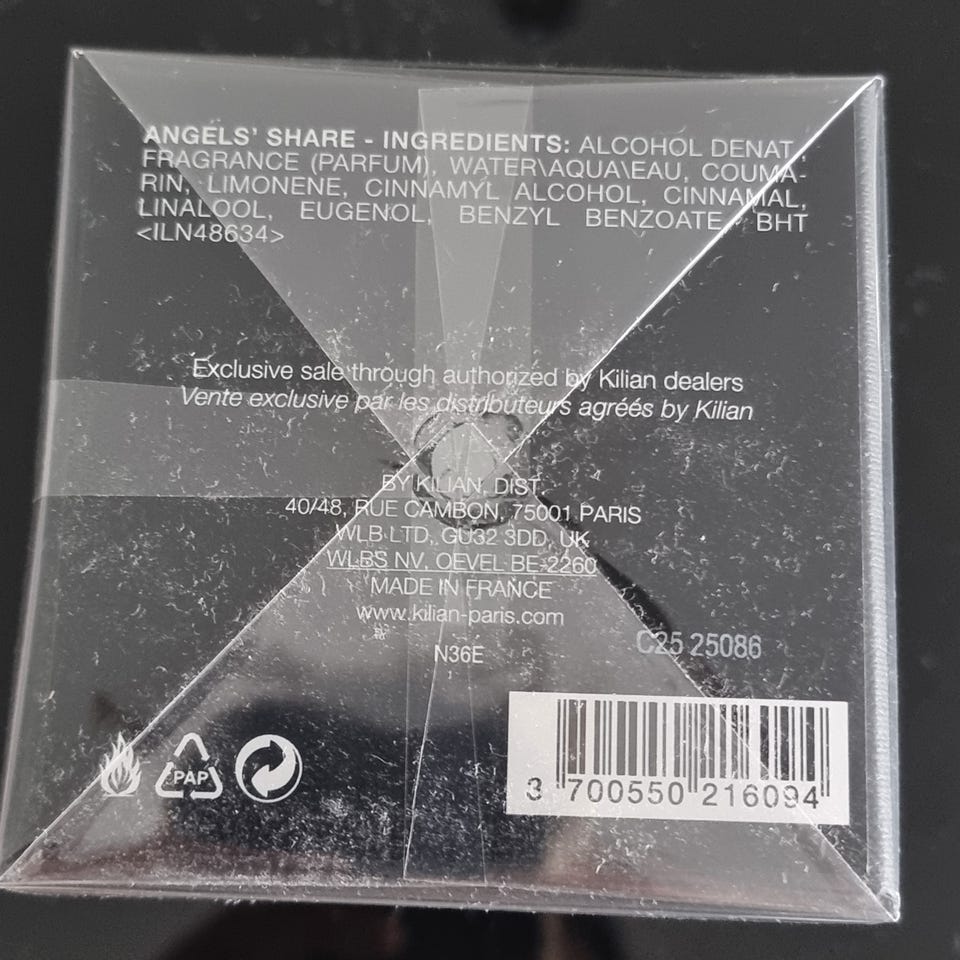 ANGELS' SHARE - INGREDIENTS: ALCOHOL DENAT.,
FRAGRANCE (PARFUM), WATER\AQUA\EAU, COUMA-
RIN, LIMONENE, CINNAMYL ALCOHOL, CINNAMAL,
LINALOOL, EUGENOL, BENZYL BENZOATE, BHT
<ILN48634>
Exclusive sale through authorized by Kilian dealers
Vente exclusive par les distributeurs agréés by Kilian
BY KILIAN, DIST.
40/48, RUE CAMBON, 75001 PARIS
WLB LTD, GU32 3DD, UK
WLBS NV, OEVEL BE-2260
MADE IN FRANCE
www.kilian-paris.com
N36E
C25 25086
PAP
3 700550 216094